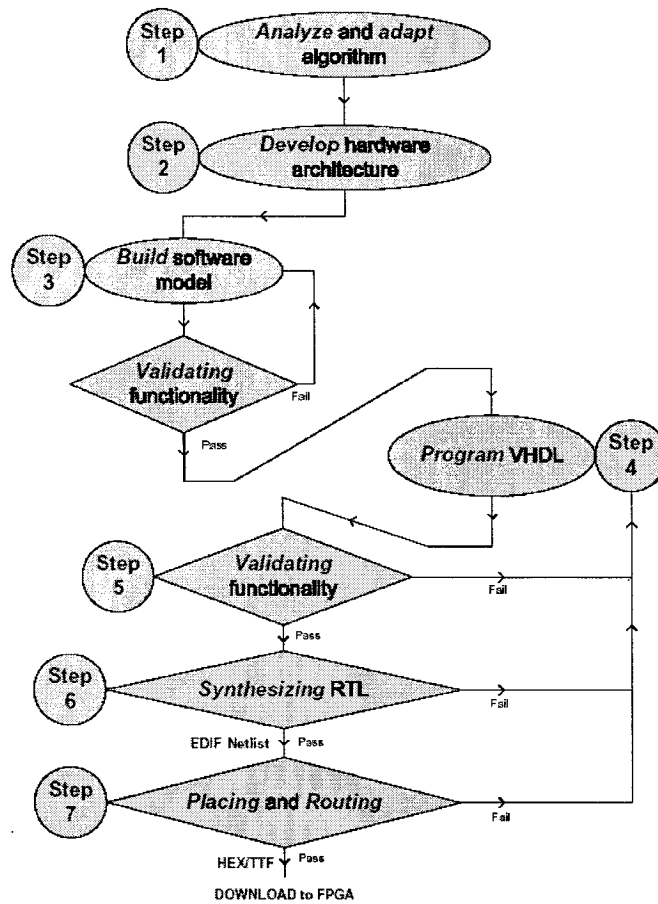 Step
1
Analyze and adapt
algorithm
Step
2
Develop hardware
architecture
Step
3
Build software
model
Validating
functionality
Fail
Pass
Program VHDL
Step
4
Step
5
Validating
functionality
Fail
Pass
Step
6
Synthesizing RTL
Fail
EDIF Netlist
Pass
Step
7
Placing and Routing
Fail
HEX/TTF
Pass
DOWNLOAD to FPGA